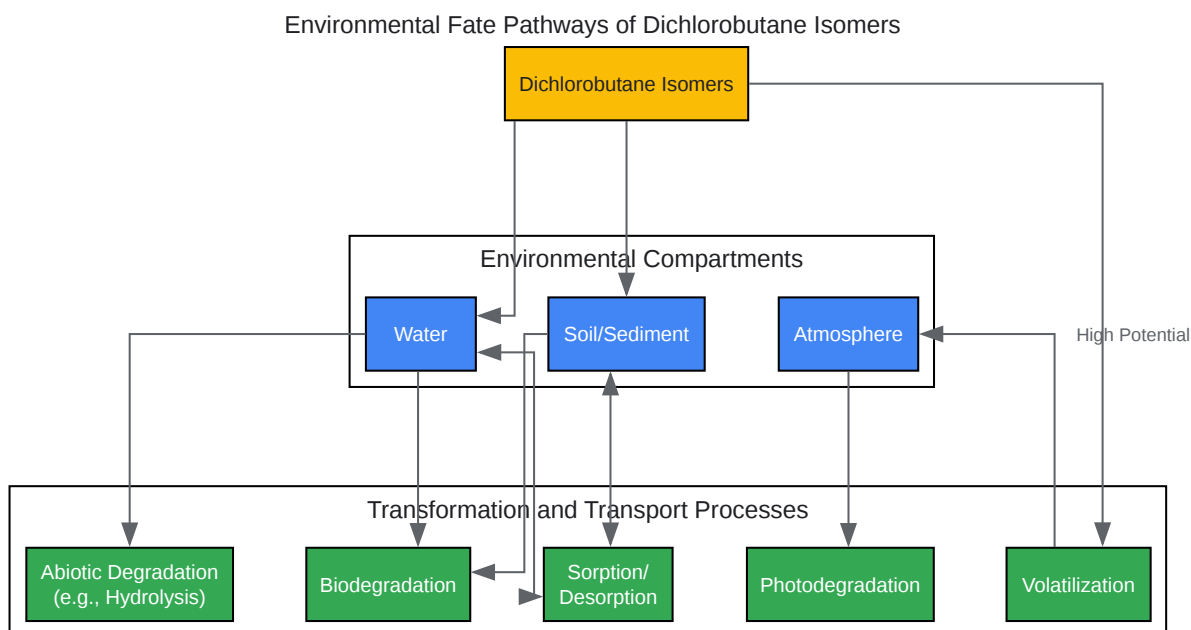 Environmental Fate Pathways of Dichlorobutane Isomers
Dichlorobutane Isomers
Environmental Compartments
Water
Soil/Sediment
Atmosphere
High Potential
Transformation and Transport Processes
Abiotic Degradation
(e.g., Hydrolysis)
Biodegradation
Sorption/
Desorption
Photodegradation
Volatilization